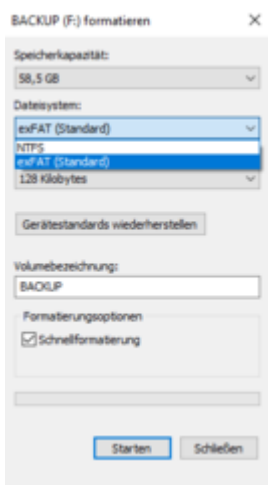 BACKUP (F:) formatieren
Speicherkapazität:
58,5 GB
Dateisystem:
exFAT (Standard)
NTFS
exFAT (Standard)
128 Kilobytes
Gerätestandards wiederherstellen
Volumebezeichnung:
BACKUP
Formatierungsoptionen
Schnellformatierung
Starten
Schließen